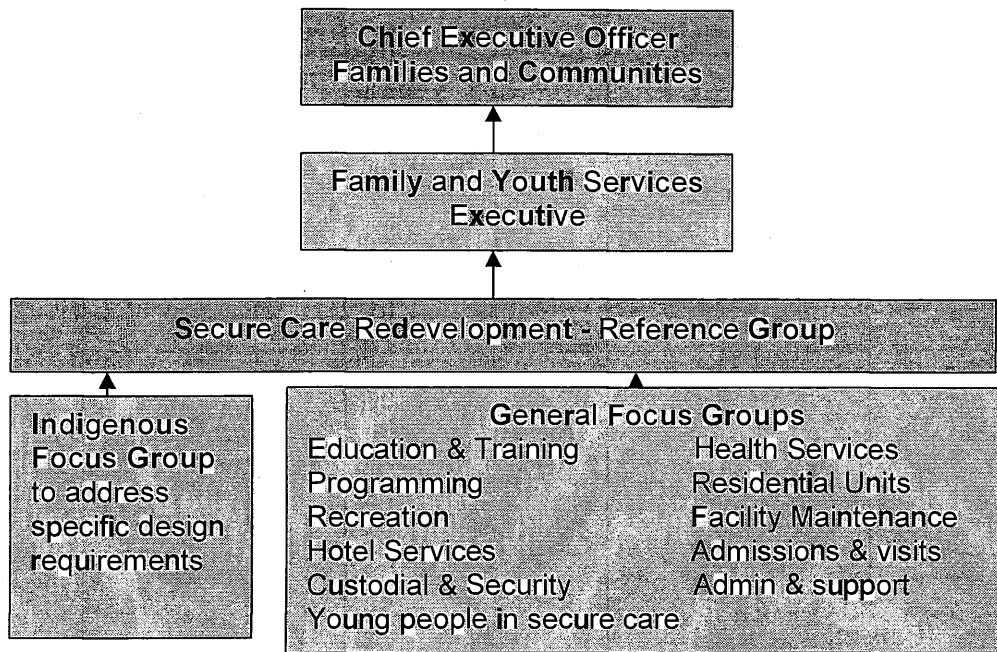 Chief Executive Officer
Families and Communities
Family and Youth Services
Executive
Secure Care Redevelopment - Reference Group
Indigenous
Focus Group
to address
specific design
requirements
General Focus Groups
Education & Training
Programming
Recreation
Hotel Services
Custodial & Security
Young people in secure care
Health Services
Residential Units
Facility Maintenance
Admissions & visits
Admin & support